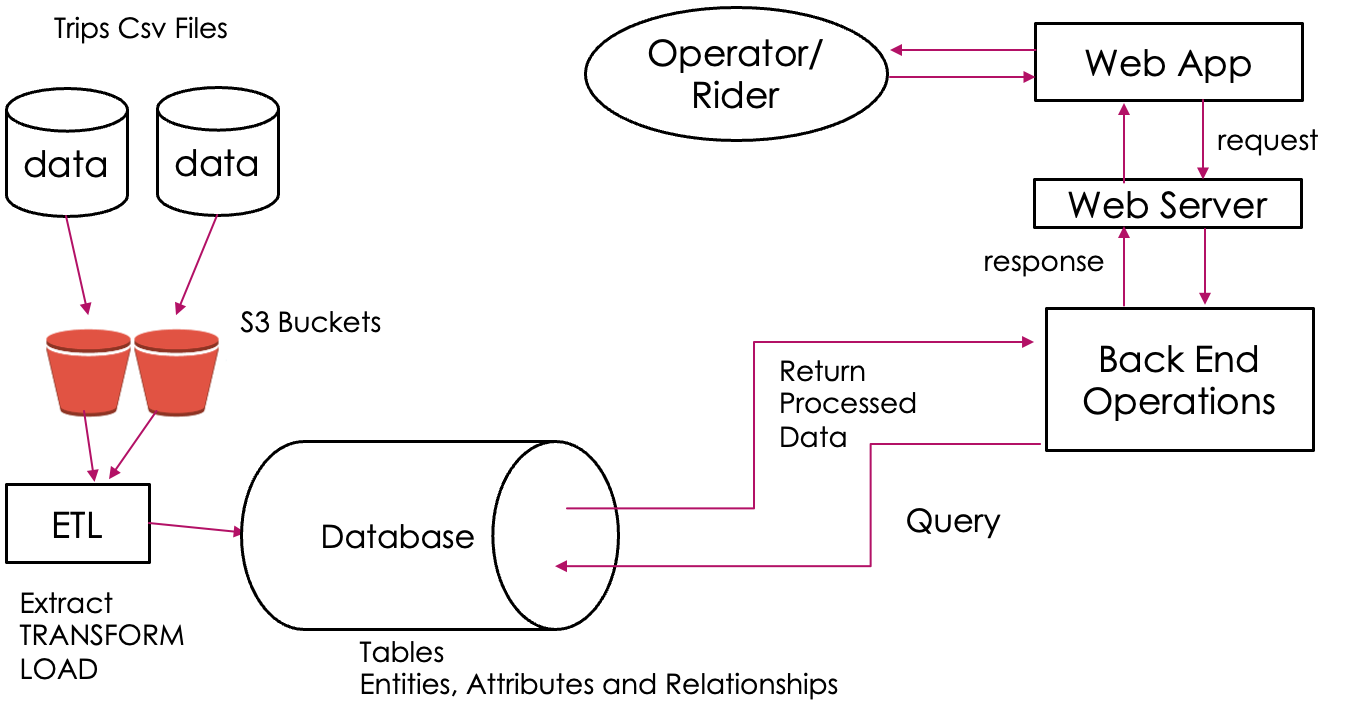 Trips Csv Files
data
data
S3 Buckets
ETL
Extract
TRANSFORM
LOAD
Database
Tables
Entities, Attributes and Relationships
Operator/
Rider
Web App
request
Web Server
response
Back End
Operations
Return
Processed
Data
Query